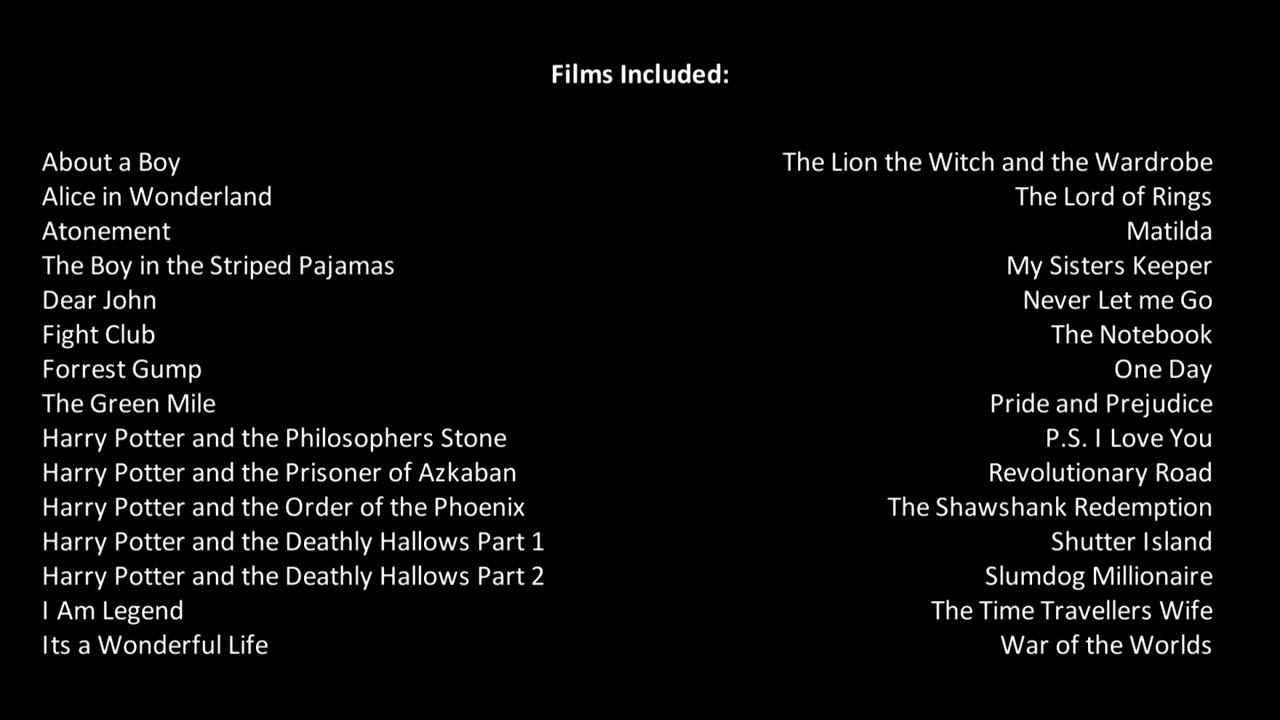 Films Included:
About a Boy
Alice in Wonderland
Atonement
The Boy in the Striped Pajamas
Dear John
Fight Club
Forrest Gump
The Green Mile
Harry Potter and the Philosophers Stone
Harry Potter and the Prisoner of Azkaban
Harry Potter and the Order of the Phoenix
Harry Potter and the Deathly Hallows Part 1
Harry Potter and the Deathly Hallows Part 2
I Am Legend
Its a Wonderful Life
The Lion the Witch and the Wardrobe
The Lord of Rings
Matilda
My Sisters Keeper
Never Let me Go
The Notebook
One Day
Pride and Prejudice
P.S. I Love You
Revolutionary Road
The Shawshank Redemption
Shutter Island
Slumdog Millionaire
The Time Travellers Wife
War of the Worlds